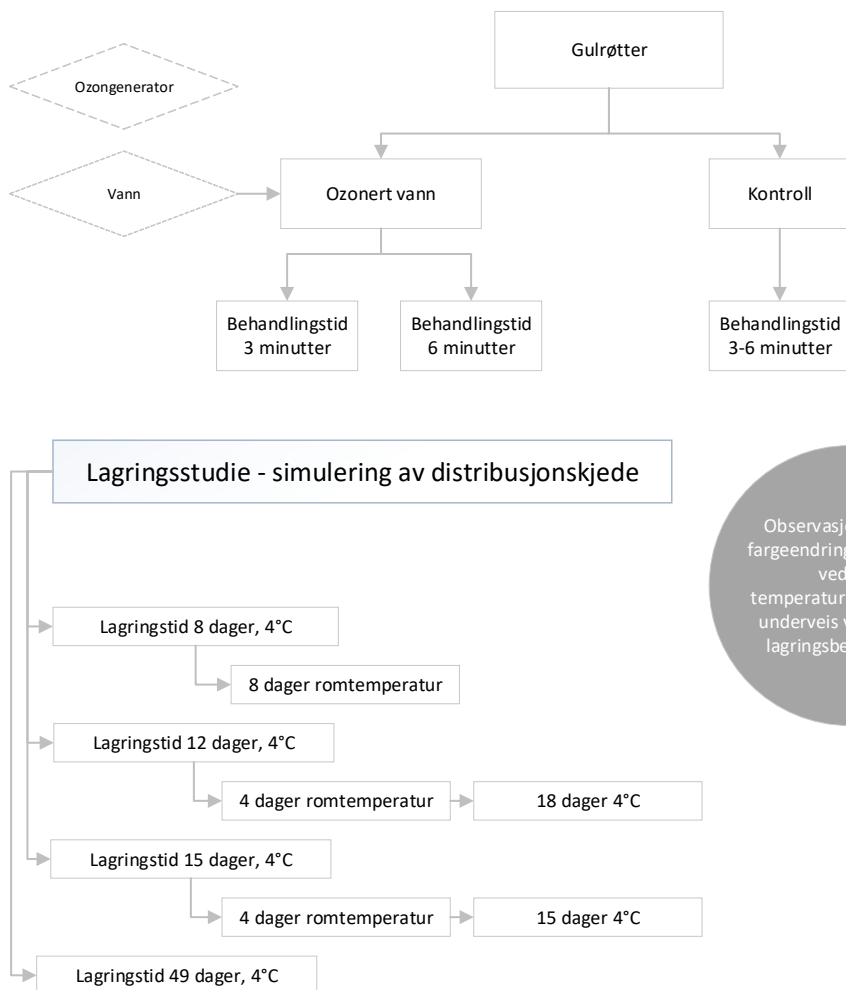 Gulrøtter
Ozongenerator
Vann
Ozonert vann
Kontroll
Behandlingstid
3 minutter
Behandlingstid
6 minutter
Behandlingstid
3-6 minutter
Lagringsstudie - simulering av distribusjonskjede
ved
underveis
Lagringstid 8 dager, 4°C
8 dager romtemperatur
Lagringstid 12 dager, 4°C
4 dager romtemperatur
18 dager 4°C
Lagringstid 15 dager, 4°C
4 dager romtemperatur
15 dager 4°C
Lagringstid 49 dager, 4°C